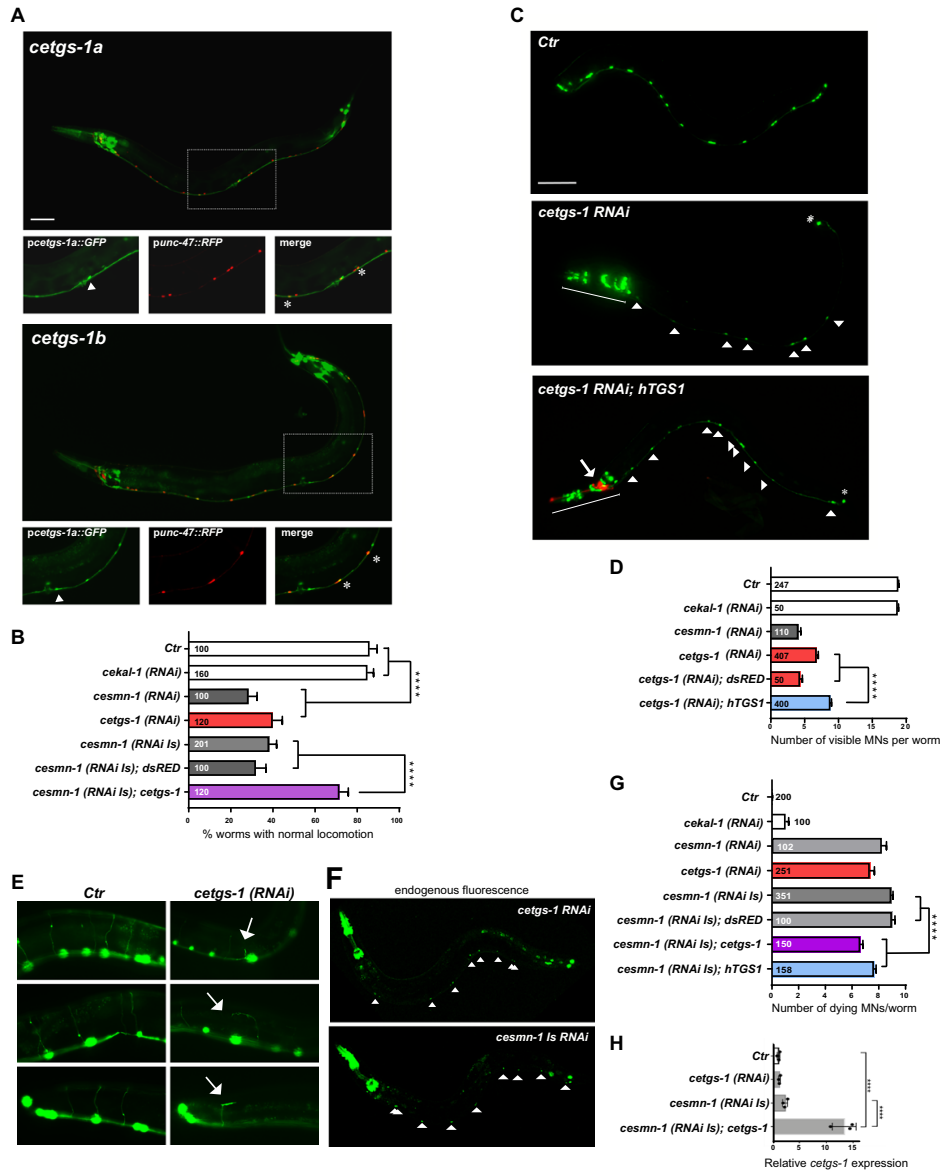 A
cetgs-1a
pcetgs-1a::GFP
punc-47::RFP
merge
*
*
cetgs-1b
pcetgs-1a::GFP
punc-47::RFP
merge
*
*
B
Ctr
100
cekal-1 (RNAi)
160
cesmn-1 (RNAi)
100
cetgs-1 (RNAi)
120
cesmn-1 (RNAi Is)
201
cesmn-1 (RNAi Is); dsRED
100
cesmn-1 (RNAi Is); cetgs-1
120
****
****
0 20 40 60 80 100
% worms with normal locomotion
C
Ctr
cetgs-1 RNAi
*
cetgs-1 RNAi; hTGS1
*
D
Ctr
247
cekal-1 (RNAi)
50
cesmn-1 (RNAi)
110
cetgs-1 (RNAi)
407
cetgs-1 (RNAi); dsRED
50
cetgs-1 (RNAi); hTGS1
400
****
0 5 10 15 20
Number of visible MNs per worm
E
Ctr
cetgs-1 (RNAi)
F
endogenous fluorescence
cetgs-1 RNAi
cesmn-1 Is RNAi
G
Ctr
200
cekal-1 (RNAi)
100
cesmn-1 (RNAi)
102
cetgs-1 (RNAi)
251
cesmn-1 (RNAi Is)
351
cesmn-1 (RNAi Is); dsRED
100
cesmn-1 (RNAi Is); cetgs-1
150
cesmn-1 (RNAi Is); hTGS1
158
****
0 2 4 6 8 10
Number of dying MNs/worm
H
Ctr
cetgs-1 (RNAi)
cesmn-1 (RNAi Is)
cesmn-1 (RNAi Is); cetgs-1
****
****
0 5 10 15
Relative cetgs-1 expression